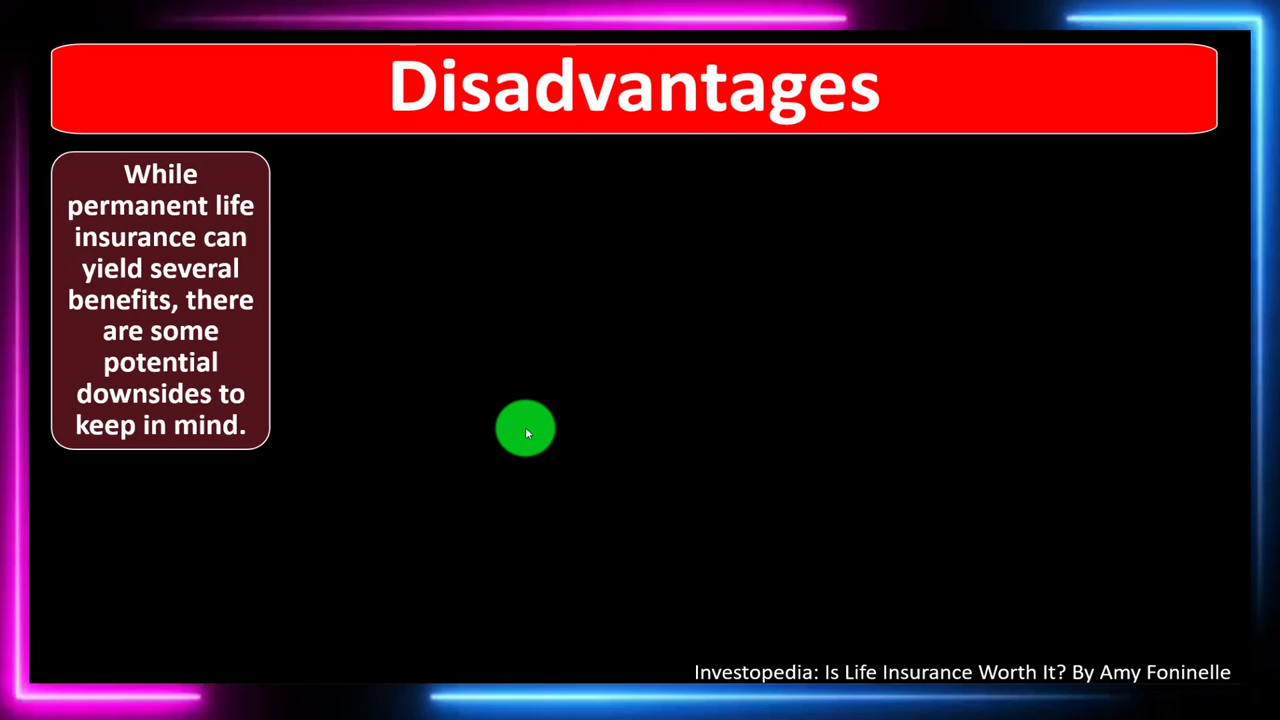 Disadvantages
While
permanent life
insurance can
yield several
benefits, there
are some
potential
downsides to
keep in mind.
Investopedia: Is Life Insurance Worth It? By Amy Foninelle